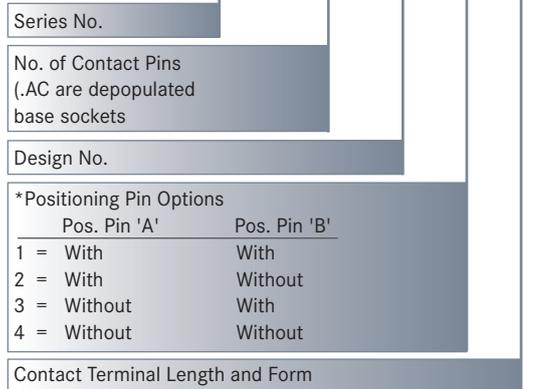 Series No.
No. of Contact Pins
(.AC are depopulated
base sockets
Design No.
*Positioning Pin Options
Pos. Pin 'A' Pos. Pin 'B'
1 = With With
2 = With Without
3 = Without With
4 = Without Without
Contact Terminal Length and Form